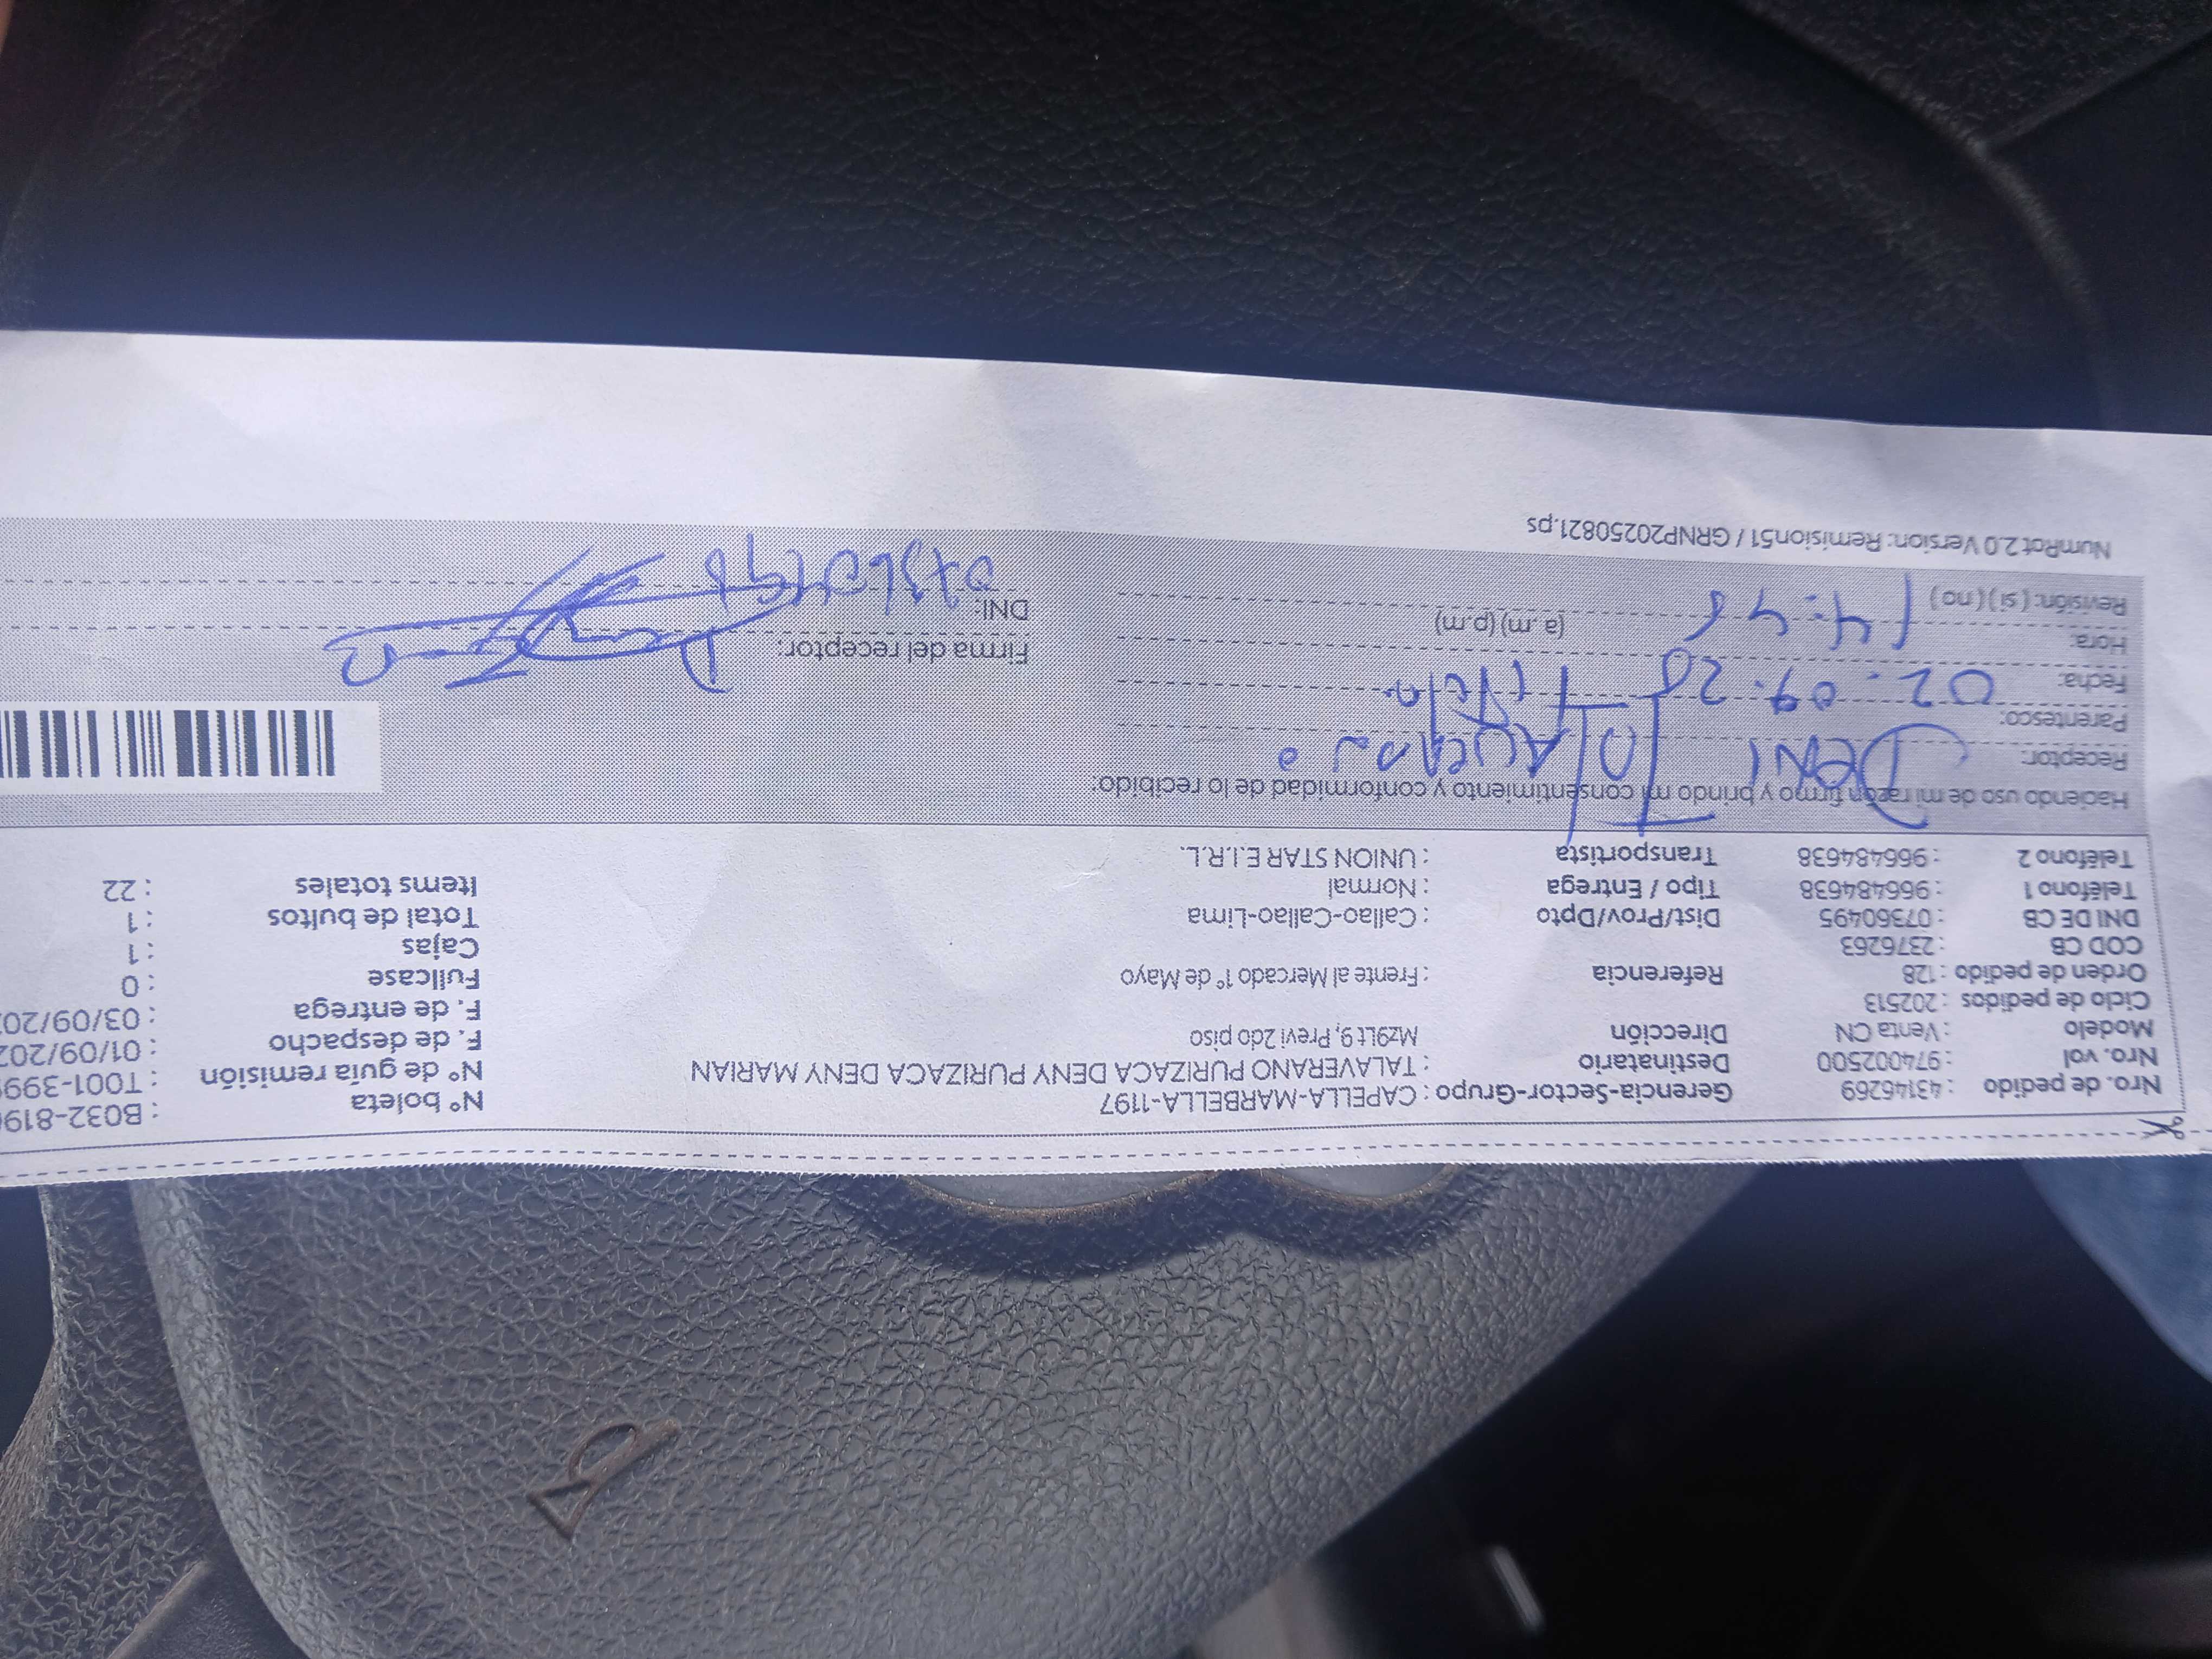 Nro. de pedido : 43146269 Gerencia-Sector-Grupo : CAPELLA-MARBELLA-1197 N° boleta : B032-819
Nro. vol : 974002500 Destinatario : TALAVERANO PURIZACA DENY PURIZACA DENY MARIAN N° de guía remisión : T001-399
Modelo : Venta CN Dirección Mz9Lt 9, Previ 2do piso F. de despacho : 01/09/202
Ciclo de pedidos : 202513 F. de entrega : 03/09/202
Orden de pedido : 128 Referencia : Frente al Mercado 1° de Mayo Fullcase : 0
COD CB : 2376263 Cajas : 1
DNI DE CB : 07360495 Dist/Prov/Dpto : Callao-Callao-Lima Total de bultos : 1
Teléfono 1 : 966484638 Tipo / Entrega : Normal Items totales : 22
Teléfono 2 : 966484638 Transportista : UNION STAR E.I.R.L.
Haciendo uso de mi razón firmo y brindo mi consentimiento y conformidad de lo recibido:
Receptor: DENI
Parentesco: Titular
Fecha: 02-09-25
Hora: 14:48 (a.m) (p.m)
Revisión: ( si ) ( no )
Firma del receptor:
DNI:
NumRot 2.0 Version: Remision51 / GRNP20250821.ps